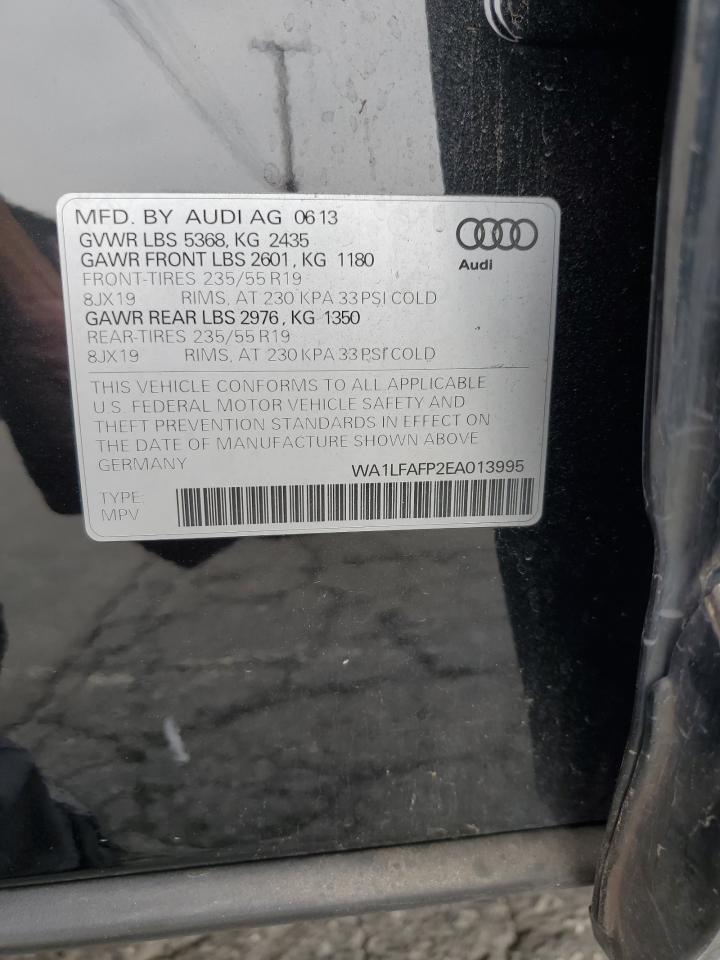 MFD. BY AUDI AG 06 13
GVWR LBS 5368, KG 2435
GAWR FRONT LBS 2601, KG 1180
FRONT-TIRES 235/55 R19
8JX19 RIMS, AT 230 KPA 33 PSI COLD
GAWR REAR LBS 2976, KG 1350
REAR-TIRES 235/55 R19
8JX19 RIMS, AT 230 KPA 33 PSI COLD
Audi
THIS VEHICLE CONFORMS TO ALL APPLICABLE
U.S. FEDERAL MOTOR VEHICLE SAFETY AND
THEFT PREVENTION STANDARDS IN EFFECT ON
THE DATE OF MANUFACTURE SHOWN ABOVE
GERMANY WA1LFAFP2EA013995
TYPE:
MPV